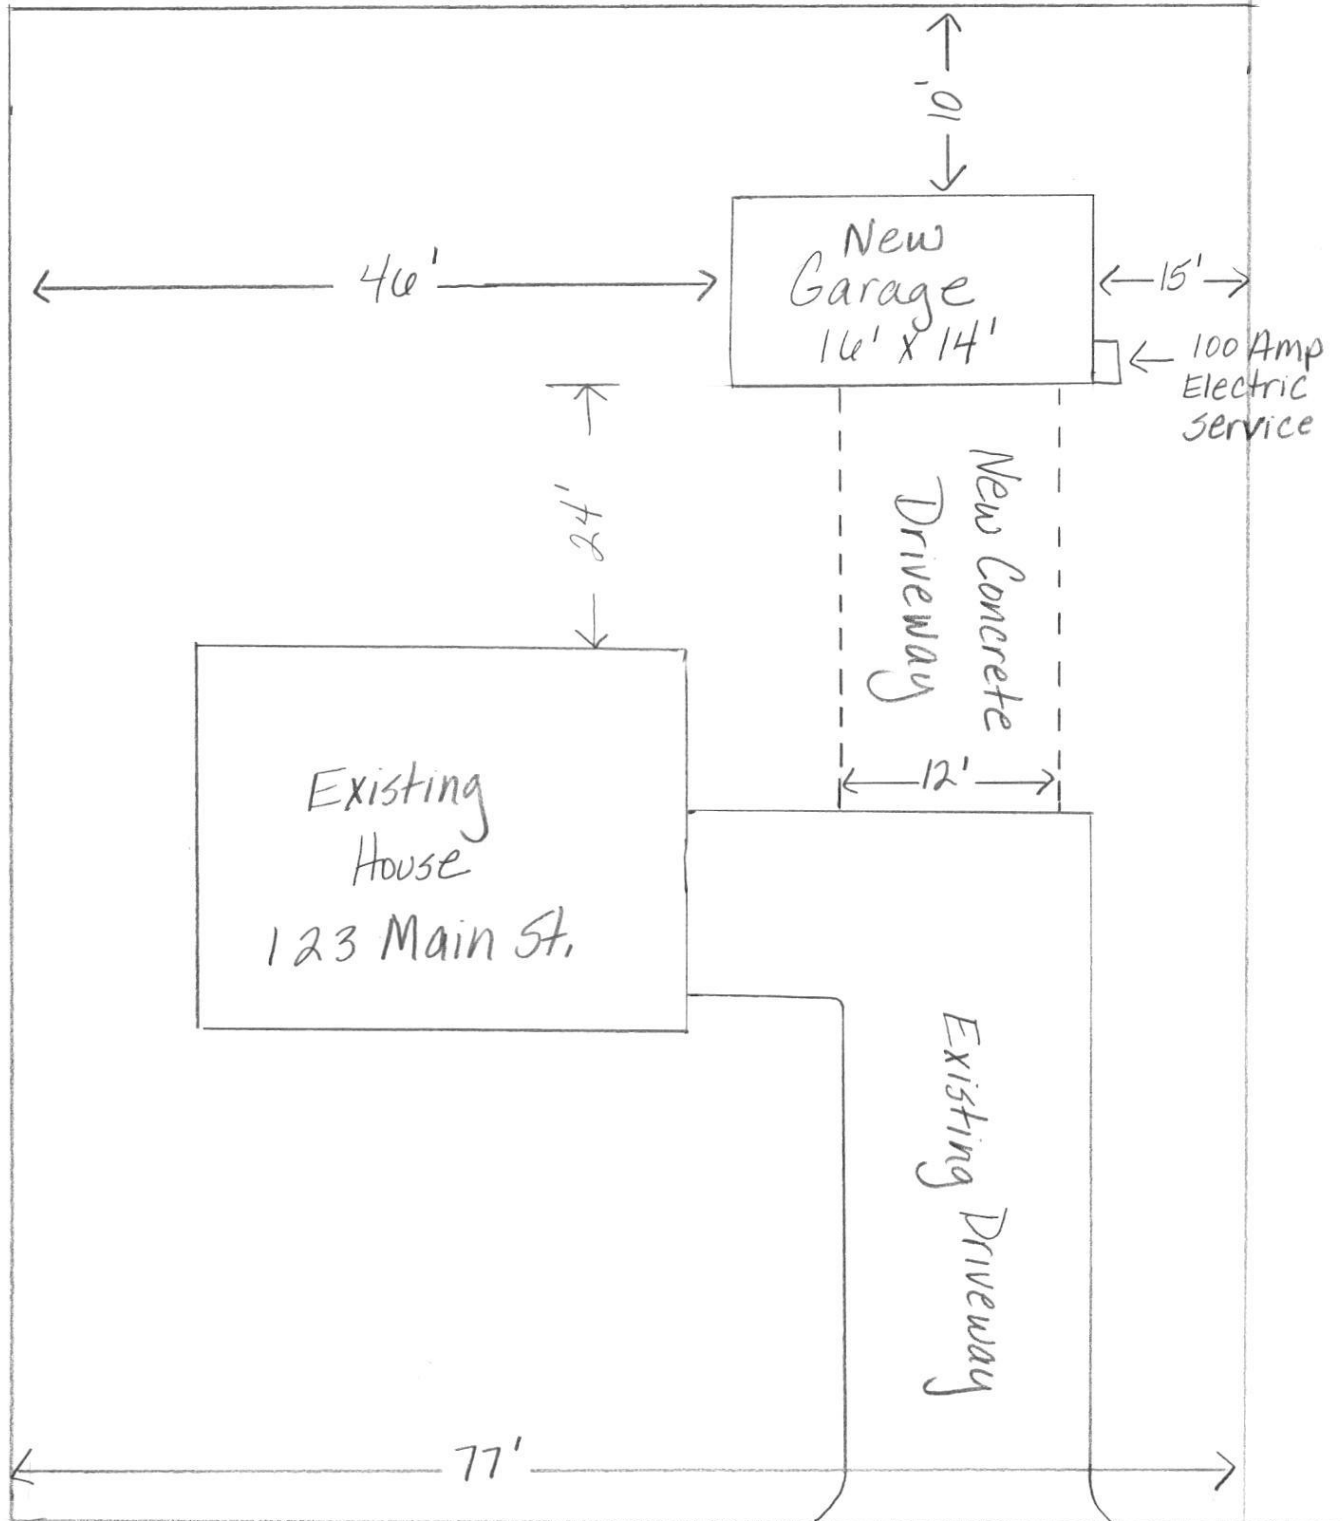 10'
New
Garage
16' x 14'
46'
15'
100 Amp
Electric
Service
24'
New Concrete
Driveway
12'
Existing
House
123 Main St.
Existing Driveway
77'